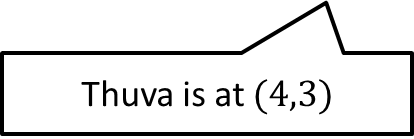 Thuva is at (4,3)